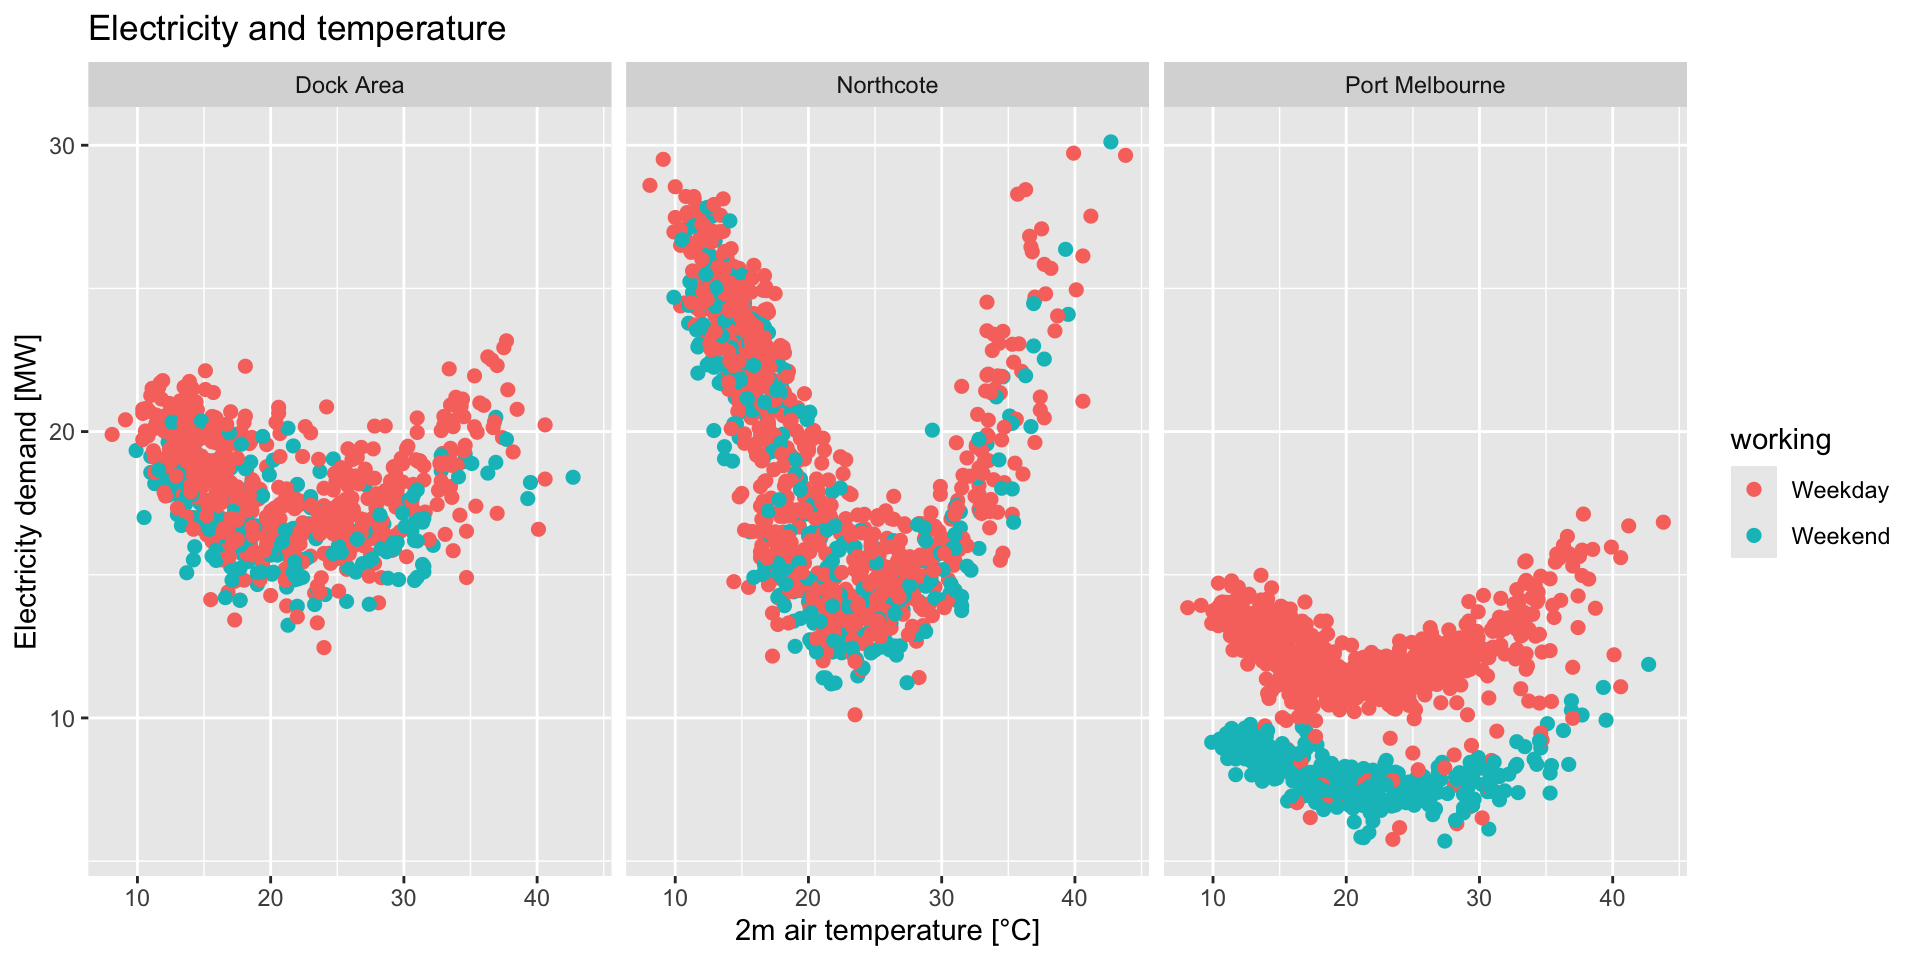 Electricity and temperature
Dock Area
Northcote
Port Melbourne
Electricity demand [MW]
30
20
10
10 20 30 40
10 20 30 40
10 20 30 40
2m air temperature [°C]
working
Weekday
Weekend